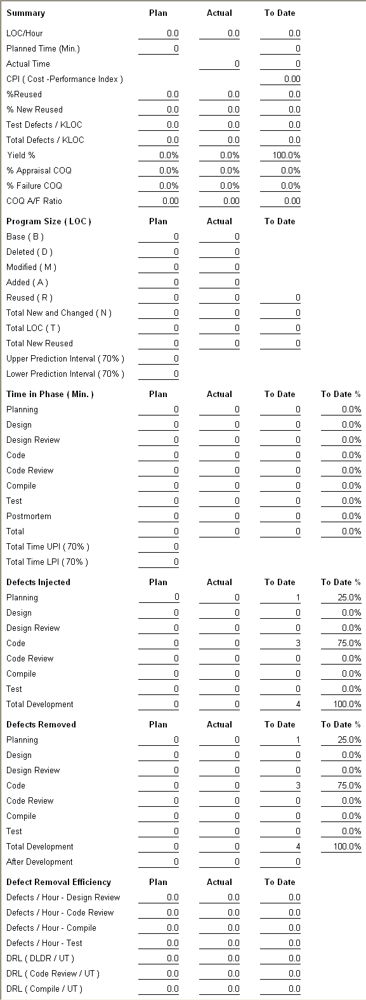 Summary Plan Actual To Date
LOC/Hour 0.0 0.0 0.0
Planned Time (Min.) 0 0
Actual Time 0 0
CPI ( Cost -Performance Index ) 0.00
%Reused 0.0 0.0 0.0
% New Reused 0.0 0.0 0.0
Test Defects / KLOC 0.0 0.0 0.0
Total Defects / KLOC 0.0 0.0 0.0
Yield % 0.0% 0.0% 100.0%
% Appraisal COQ 0.0% 0.0% 0.0%
% Failure COQ 0.0% 0.0% 0.0%
COQ A/F Ratio 0.00 0.00 0.00
Program Size ( LOC ) Plan Actual To Date
Base ( B ) 0 0
Deleted ( D ) 0 0
Modified ( M ) 0 0
Added ( A ) 0 0
Reused ( R ) 0 0 0
Total New and Changed ( N ) 0 0 0
Total LOC ( T ) 0 0 0
Total New Reused 0 0 0
Upper Prediction Interval ( 70% ) 0
Lower Prediction Interval ( 70% ) 0
Time in Phase ( Min. ) Plan Actual To Date To Date %
Planning 0 0 0 0.0%
Design 0 0 0 0.0%
Design Review 0 0 0 0.0%
Code 0 0 0 0.0%
Code Review 0 0 0 0.0%
Compile 0 0 0 0.0%
Test 0 0 0 0.0%
Postmortem 0 0 0 0.0%
Total 0 0 0 0.0%
Total Time UPI ( 70% ) 0
Total Time LPI ( 70% ) 0
Defects Injected Plan Actual To Date To Date %
Planning 0 0 1 25.0%
Design 0 0 0 0.0%
Design Review 0 0 0 0.0%
Code 0 0 3 75.0%
Code Review 0 0 0 0.0%
Compile 0 0 0 0.0%
Test 0 0 0 0.0%
Total Development 0 0 4 100.0%
Defects Removed Plan Actual To Date To Date %
Planning 0 0 1 25.0%
Design 0 0 0 0.0%
Design Review 0 0 0 0.0%
Code 0 0 3 75.0%
Code Review 0 0 0 0.0%
Compile 0 0 0 0.0%
Test 0 0 0 0.0%
Total Development 0 0 4 100.0%
After Development 0 0 0
Defect Removal Efficiency Plan Actual To Date
Defects / Hour - Design Review 0.0 0.0 0.0
Defects / Hour - Code Review 0.0 0.0 0.0
Defects / Hour - Compile 0.0 0.0 0.0
Defects / Hour - Test 0.0 0.0 0.0
DRL ( DLDR / UT ) 0.0 0.0 0.0
DRL ( Code Review / UT ) 0.0 0.0 0.0
DRL ( Compile / UT ) 0.0 0.0 0.0